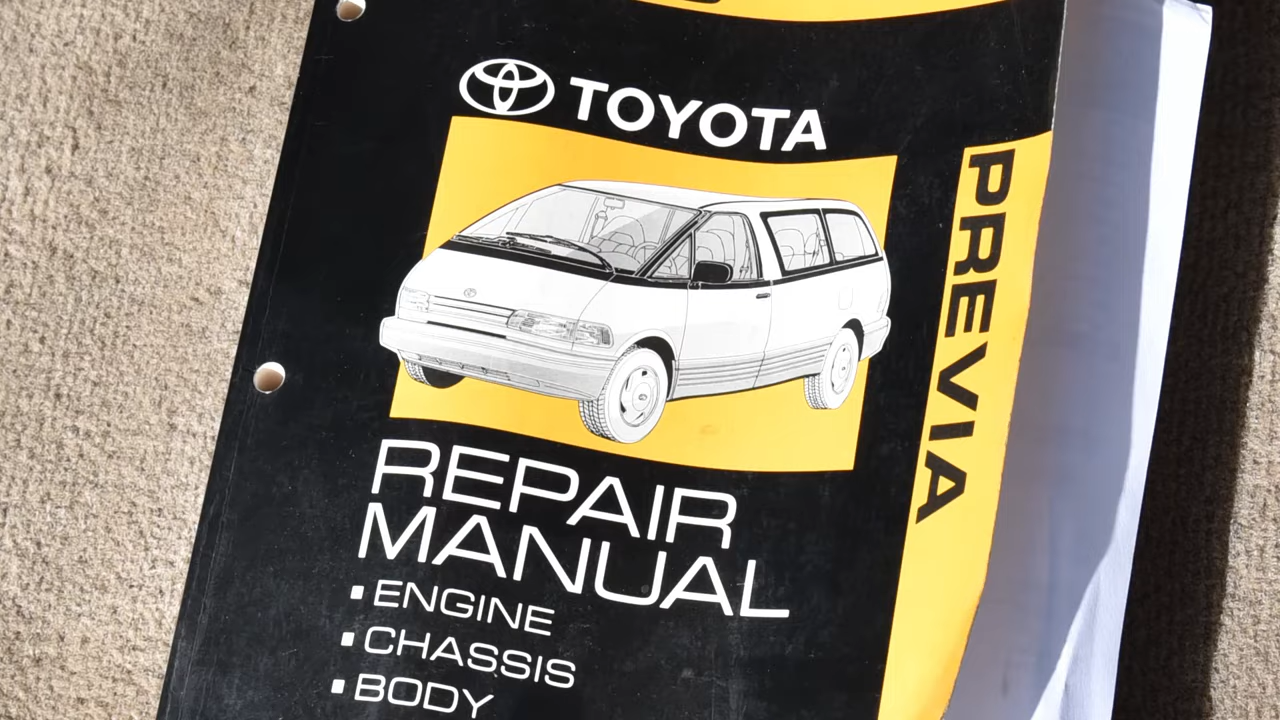 TOYOTA
PREVIA
REPAIR
MANUAL
▪ ENGINE
▪ CHASSIS
▪ BODY